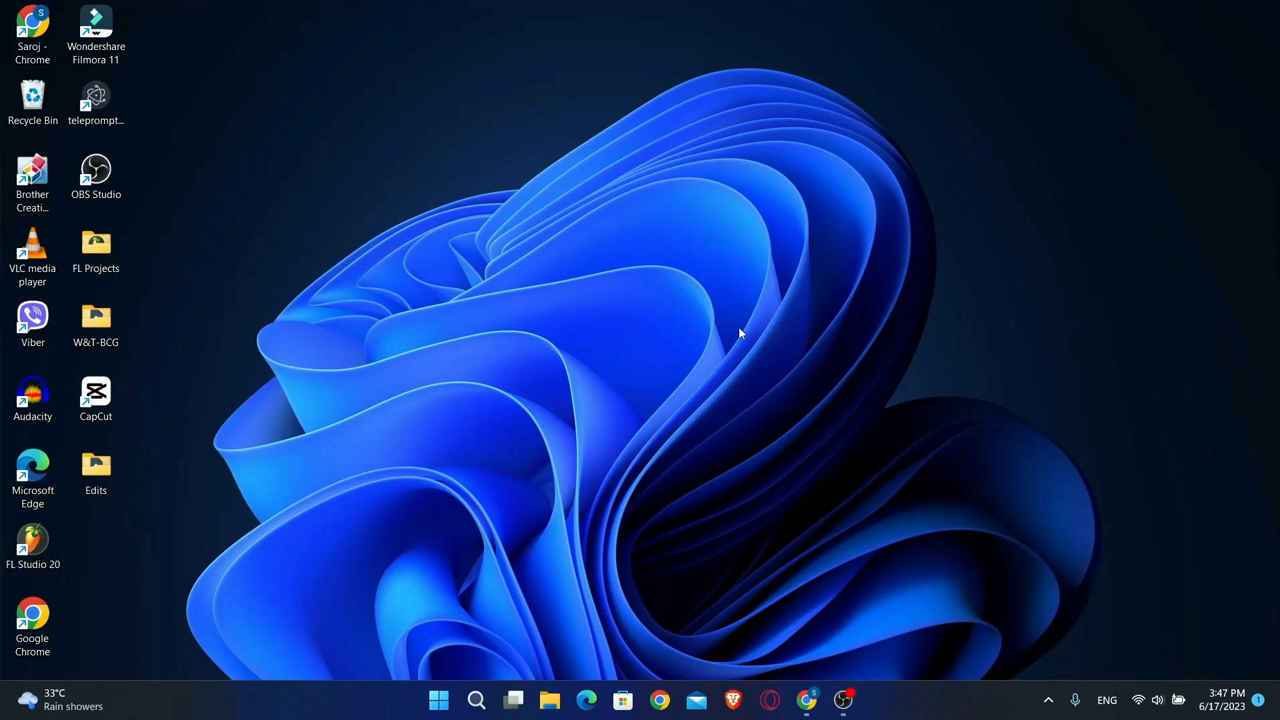 Saroj -
Chrome
Wondershare
Filmora 11
Recycle Bin
teleprompt...
Brother
Creati...
OBS Studio
VLC media
player
FL Projects
Viber
W&T-BCG
Audacity
CapCut
Microsoft
Edge
Edits
FL Studio 20
Google
Chrome
33°C
Rain showers
S
S
ENG
3:47 PM
6/17/2023
1